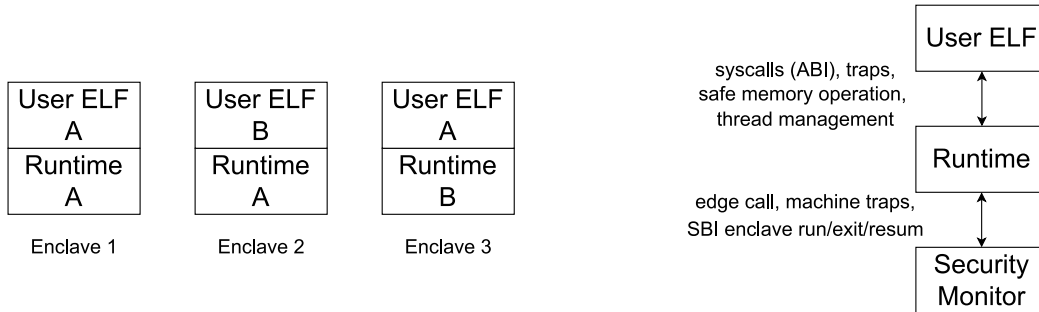 User ELF
A
Runtime
A
Enclave 1
User ELF
B
Runtime
A
Enclave 2
User ELF
A
Runtime
B
Enclave 3
User ELF
syscalls (ABI), traps,
safe memory operation,
thread management
Runtime
edge call, machine traps,
SBI enclave run/exit/resum
Security
Monitor